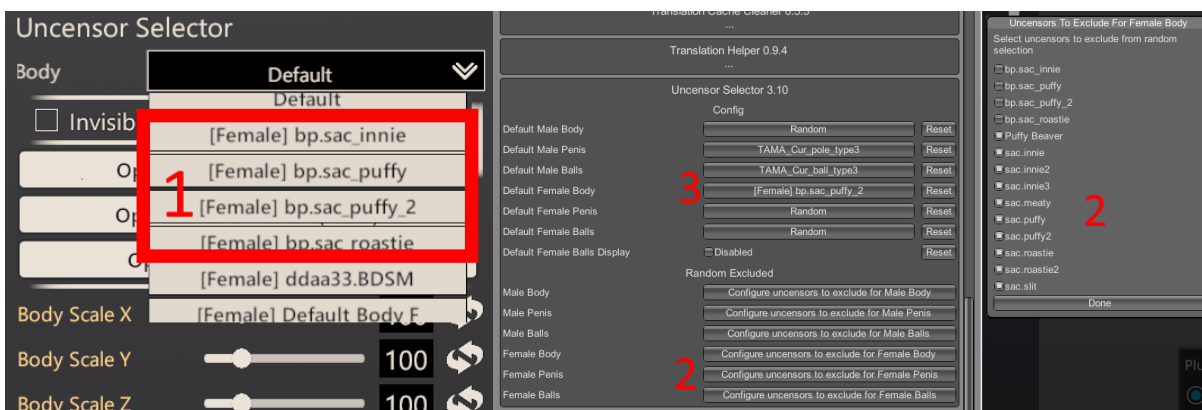 Uncensor Selector
Body
Default
Default
Invisib
[Female] bp.sac_innie
Op
[Female] bp.sac_puffy
1
Op
[Female] bp.sac_puffy_2
[Female] bp.sac_roastie
O
[Female] ddaa33.BDSM
Body Scale X
[Female] Default Body F
Body Scale Y
100
Body Scale Z
100
Translation Cache Cleaner 0.5.3
...
Translation Helper 0.9.4
...
Uncensor Selector 3.10
Config
Default Male Body Random Reset
Default Male Penis TAMA_Cur_pole_type3 Reset
Default Male Balls TAMA_Cur_ball_type3 Reset
3
Default Female Body [Female] bp.sac_puffy_2 Reset
Default Female Penis Random Reset
Default Female Balls Random Reset
Default Female Balls Display Disabled Reset
Random Excluded
Male Body Configure uncensors to exclude for Male Body
Male Penis Configure uncensors to exclude for Male Penis
Male Balls Configure uncensors to exclude for Male Balls
Female Body Configure uncensors to exclude for Female Body
2
Female Penis Configure uncensors to exclude for Female Penis
Female Balls Configure uncensors to exclude for Female Balls
Uncensors To Exclude For Female Body
Select uncensors to exclude from random
selection
bp.sac_innie
bp.sac_puffy
bp.sac_puffy_2
bp.sac_roastie
Puffy Beaver
sac.innie
sac.innie2
sac.innie3
sac.meaty
2
sac.puffy
sac.puffy2
sac.roastie
sac.roastie2
sac.slit
Done
Plu